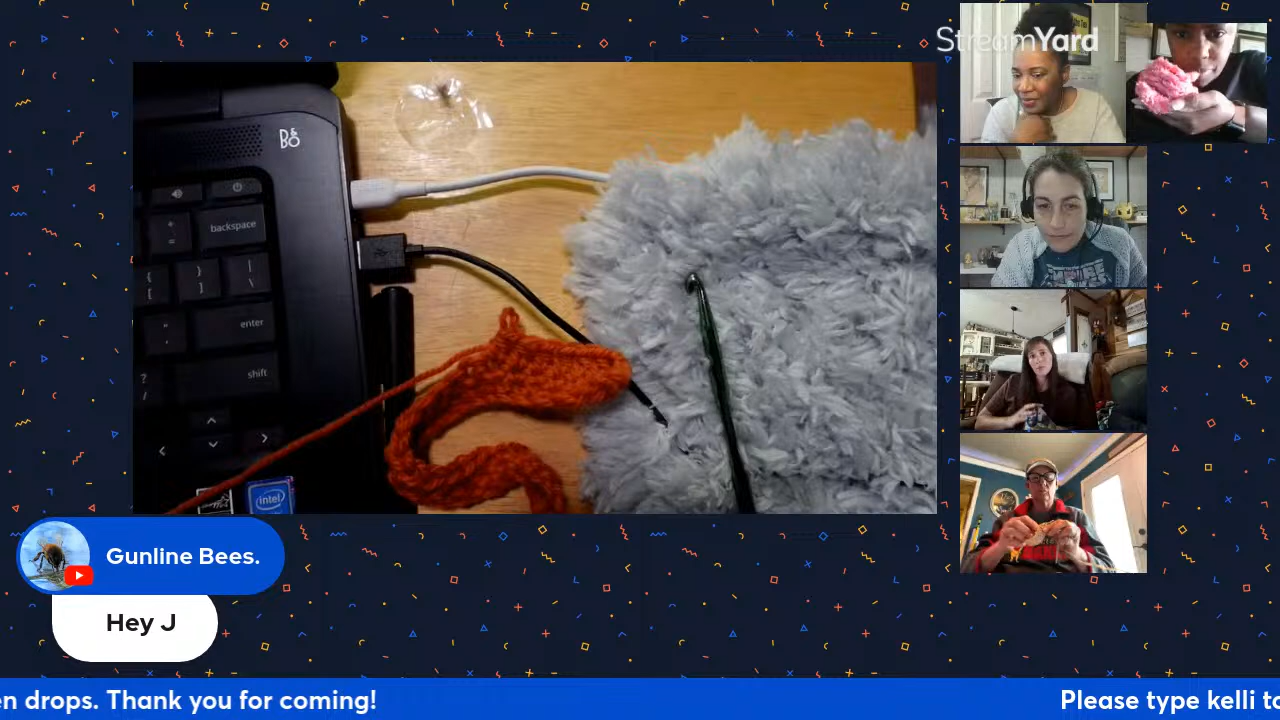 StreamYard
B&O
backspace
enter
shift
intel
Gunline Bees.
Hey J
en drops. Thank you for coming!
Please type kelli to